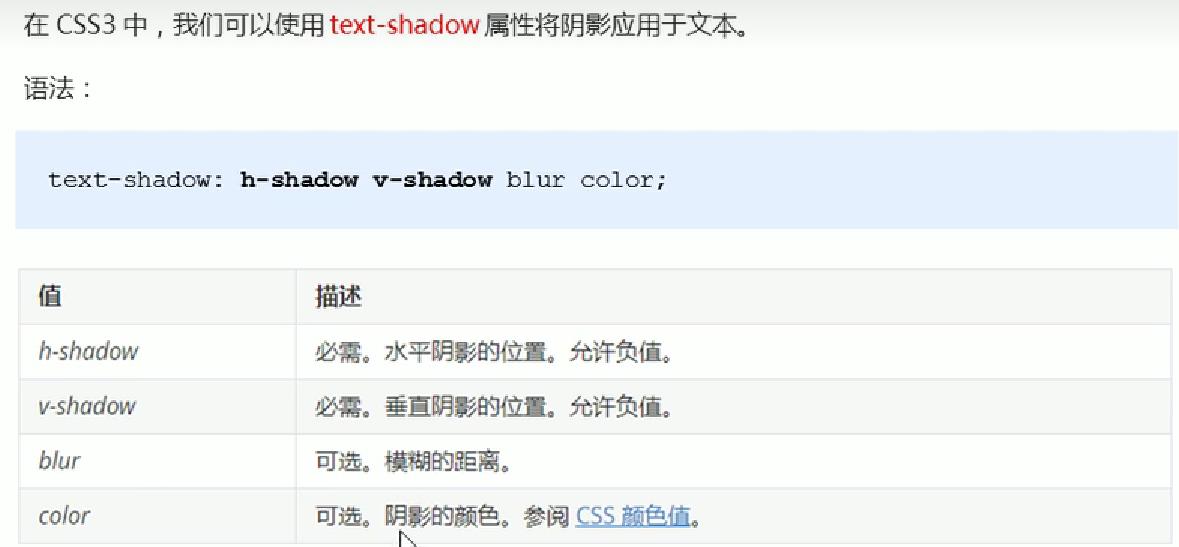 在 CSS3 中，我们可以使用 text-shadow 属性将阴影应用于文本。
语法：
text-shadow: h-shadow v-shadow blur color;
值 描述
h-shadow 必需。水平阴影的位置。允许负值。
v-shadow 必需。垂直阴影的位置。允许负值。
blur 可选。模糊的距离。
color 可选。阴影的颜色。参阅 CSS 颜色值。